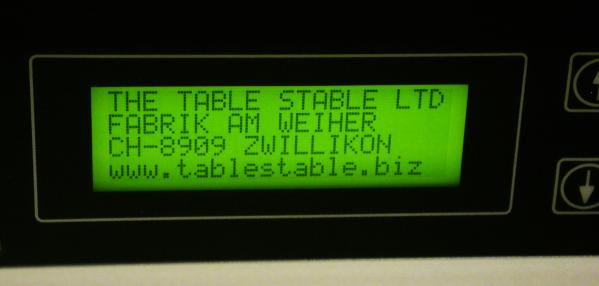 THE TABLE STABLE LTD
FABRIK AM WEIHER
CH-8909 ZWILLIKON
www.tablestable.biz